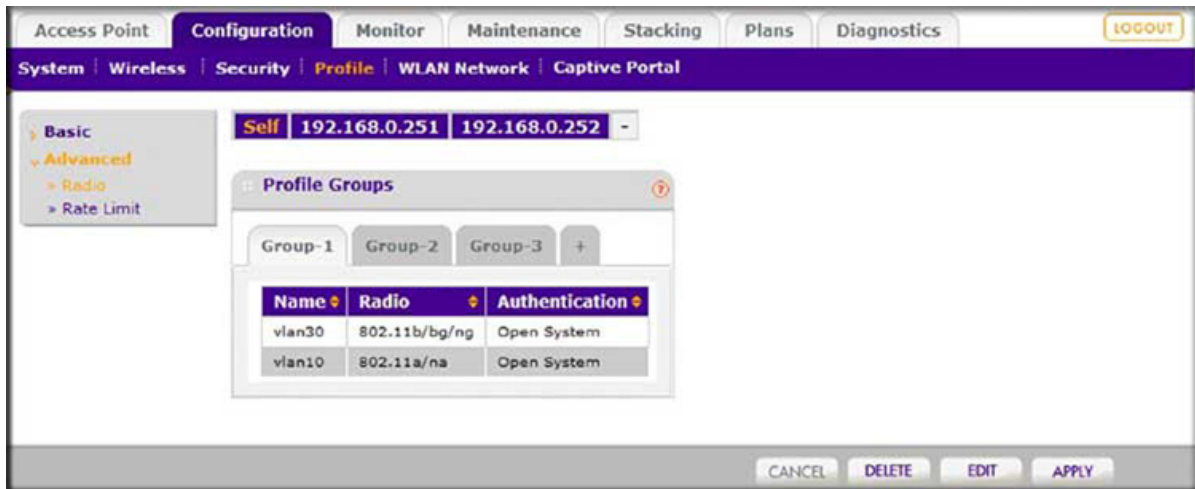 Access Point Configuration Monitor Maintenance Stacking Plans Diagnostics LOGOUT
System Wireless Security Profile WLAN Network Captive Portal
Basic
Advanced
» Radio
» Rate Limit
Self 192.168.0.251 192.168.0.252 -
Profile Groups ?
Group-1 Group-2 Group-3 +
Name Radio Authentication
vlan30 802.11b/bg/ng Open System
vlan10 802.11a/na Open System
CANCEL DELETE EDIT APPLY